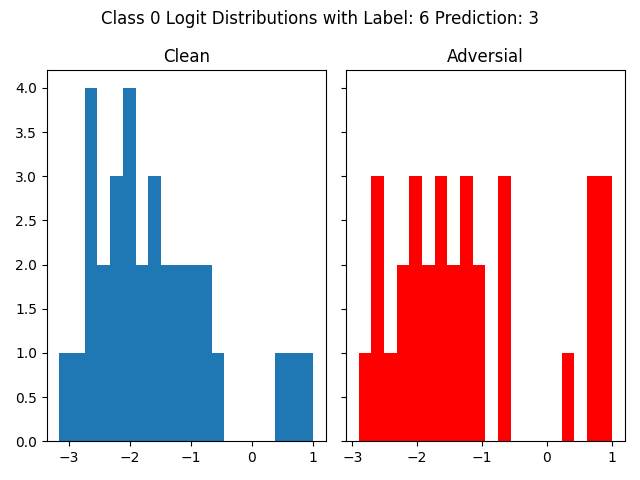 Class 0 Logit Distributions with Label: 6 Prediction: 3
Clean
Adversial
4.0
3.5
3.0
2.5
2.0
1.5
1.0
0.5
0.0
−3 −2 −1 0 1
−3 −2 −1 0 1